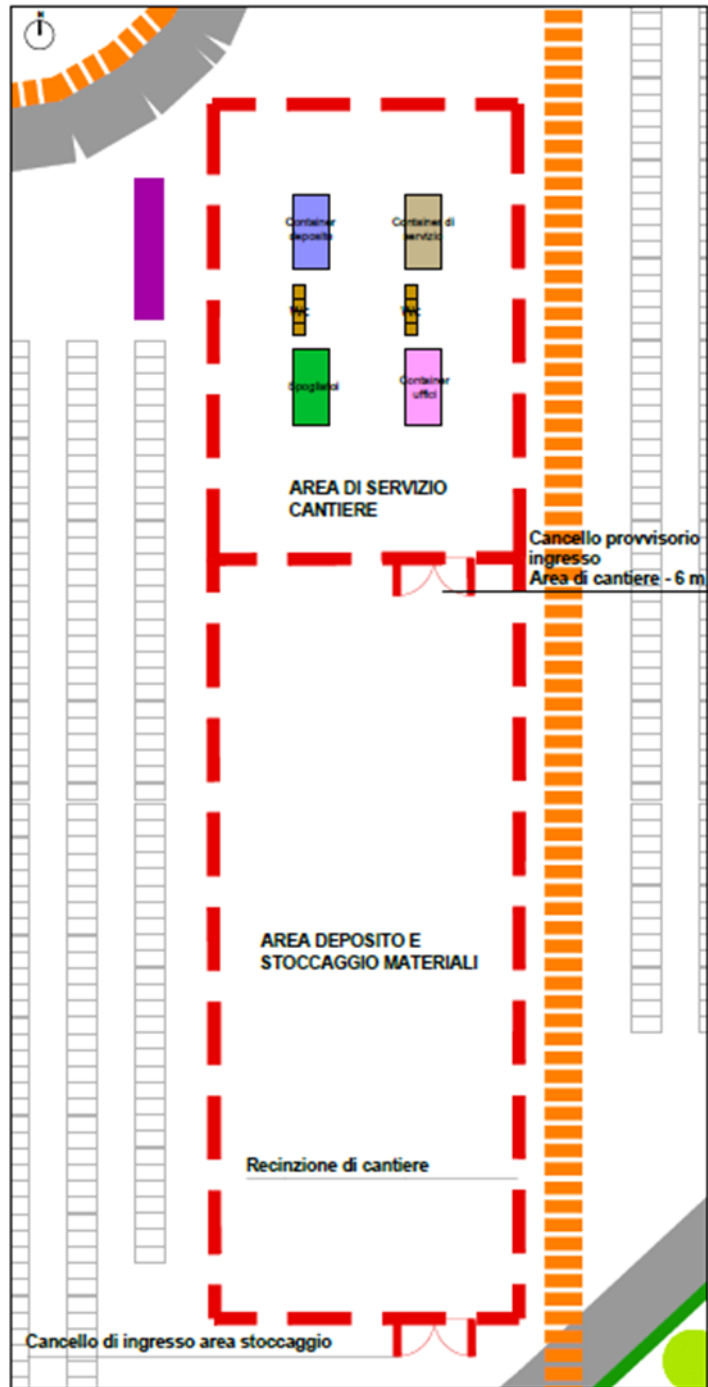 Container
deposito
Container di
servizio
Wc
Wc
Spogliatoi
Container
uffici
AREA DI SERVIZIO
CANTIERE
Cancello provvisorio
ingresso
Area di cantiere - 6 m
AREA DEPOSITO E
STOCCAGGIO MATERIALI
Recinzione di cantiere
Cancello di ingresso area stoccaggio